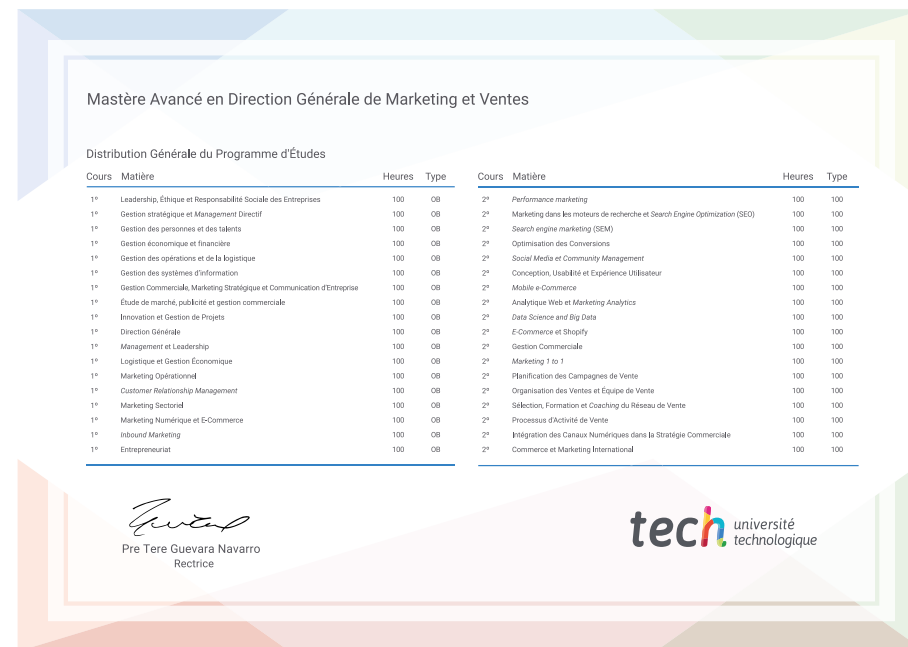 Mastère Avancé en Direction Générale de Marketing et Ventes
Distribution Générale du Programme d'Études
Cours Matière Heures Type
1º Leadership, Éthique et Responsabilité Sociale des Entreprises 100 OB
1º Gestion stratégique et Management Directif 100 OB
1º Gestion des personnes et des talents 100 OB
1º Gestion économique et financière 100 OB
1º Gestion des opérations et de la logistique 100 OB
1º Gestion des systèmes d'information 100 OB
1º Gestion Commerciale, Marketing Stratégique et Communication d'Entreprise 100 OB
1º Étude de marché, publicité et gestion commerciale 100 OB
1º Innovation et Gestion de Projets 100 OB
1º Direction Générale 100 OB
1º Management et Leadership 100 OB
1º Logistique et Gestion Économique 100 OB
1º Marketing Opérationnel 100 OB
1º Customer Relationship Management 100 OB
1º Marketing Sectoriel 100 OB
1º Marketing Numérique et E-Commerce 100 OB
1º Inbound Marketing 100 OB
1º Entrepreneuriat 100 OB
Cours Matière Heures Type
2º Performance marketing 100 100
2º Marketing dans les moteurs de recherche et Search Engine Optimization (SEO) 100 100
2º Search engine marketing (SEM) 100 100
2º Optimisation des Conversions 100 100
2º Social Media et Community Management 100 100
2º Conception, Usabilité et Expérience Utilisateur 100 100
2º Mobile e-Commerce 100 100
2º Analytique Web et Marketing Analytics 100 100
2º Data Science and Big Data 100 100
2º E-Commerce et Shopify 100 100
2º Gestion Commerciale 100 100
2º Marketing 1 to 1 100 100
2º Planification des Campagnes de Vente 100 100
2º Organisation des Ventes et Équipe de Vente 100 100
2º Sélection, Formation et Coaching du Réseau de Vente 100 100
2º Processus d'Activité de Vente 100 100
2º Intégration des Canaux Numériques dans la Stratégie Commerciale 100 100
2º Commerce et Marketing International 100 100
Pre Tere Guevara Navarro
Rectrice
tech université
technologique